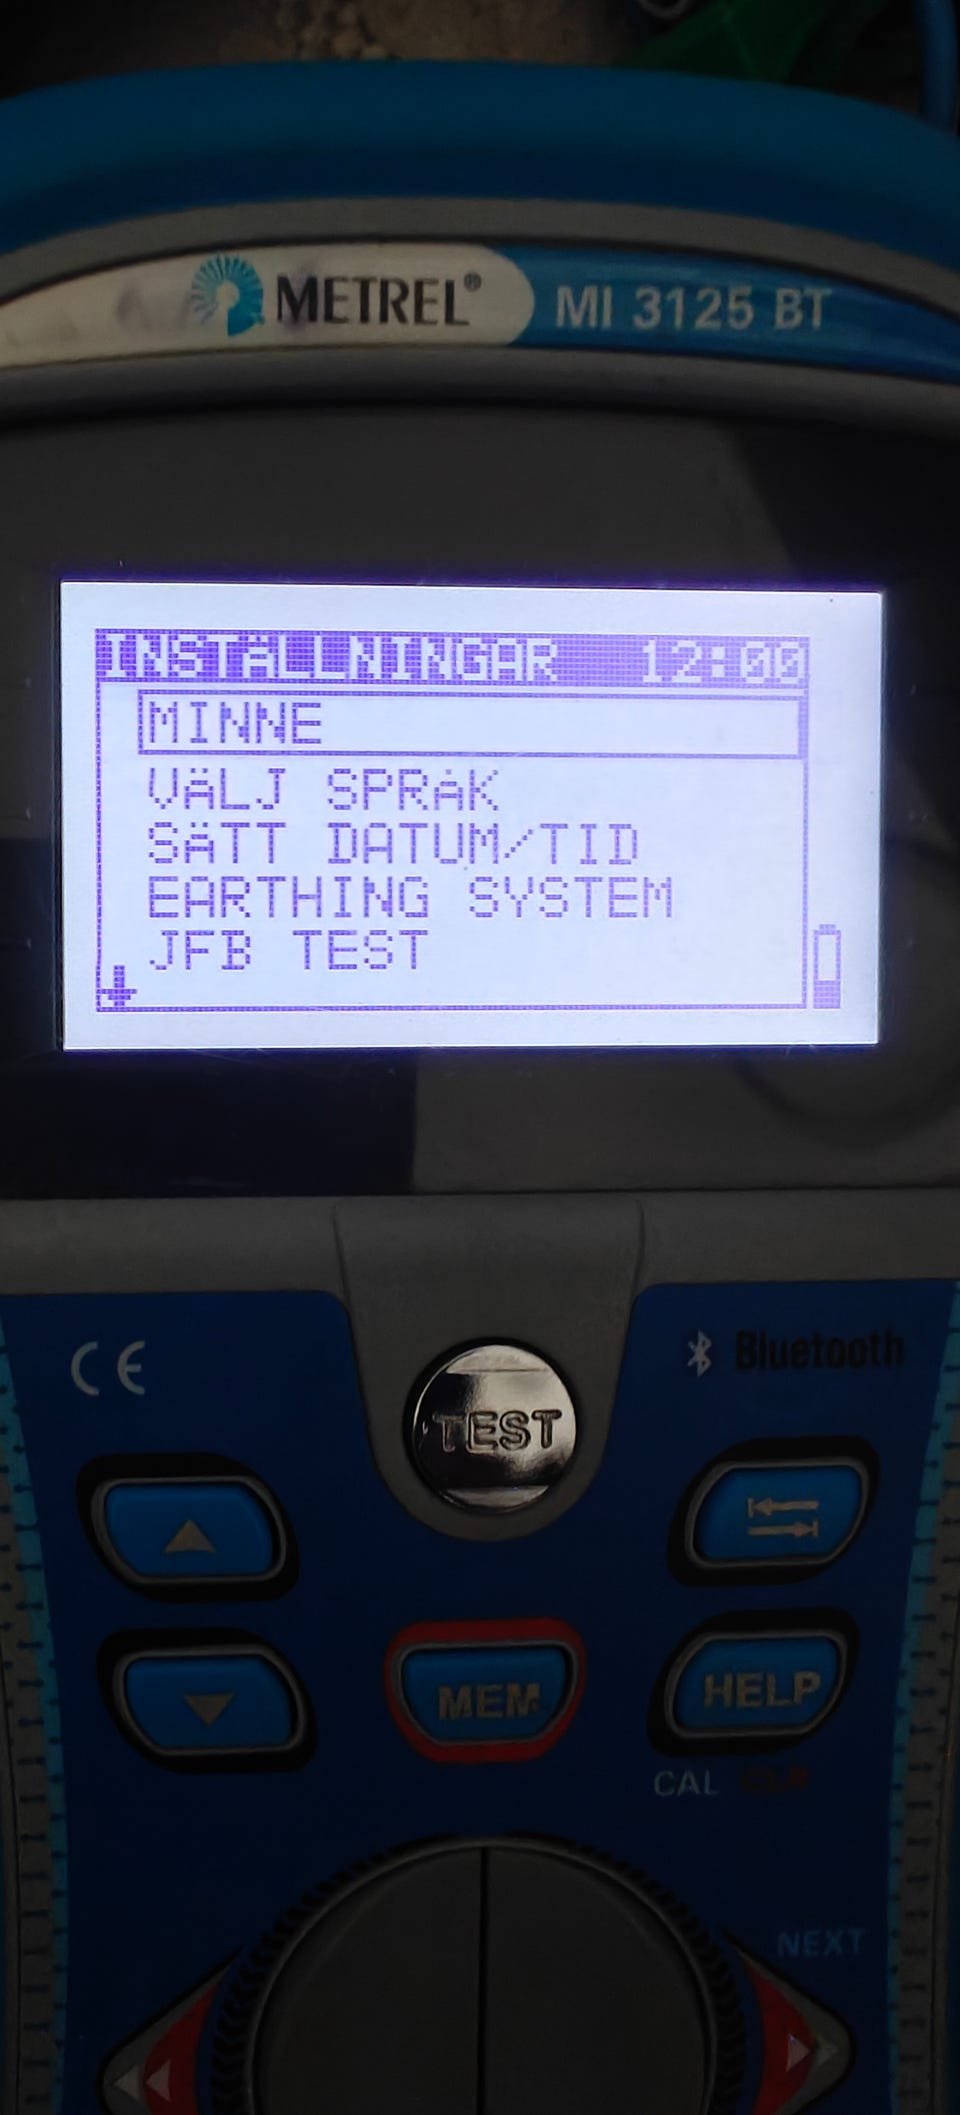 METREL® MI 3125 BT
INSTÄLLNINGAR 12:00
MINNE
VÄLJ SPRÅK
SÄTT DATUM/TID
EARTHING SYSTEM
JFB TEST
CE
Bluetooth
TEST
MEM
HELP
CAL CLR
NEXT